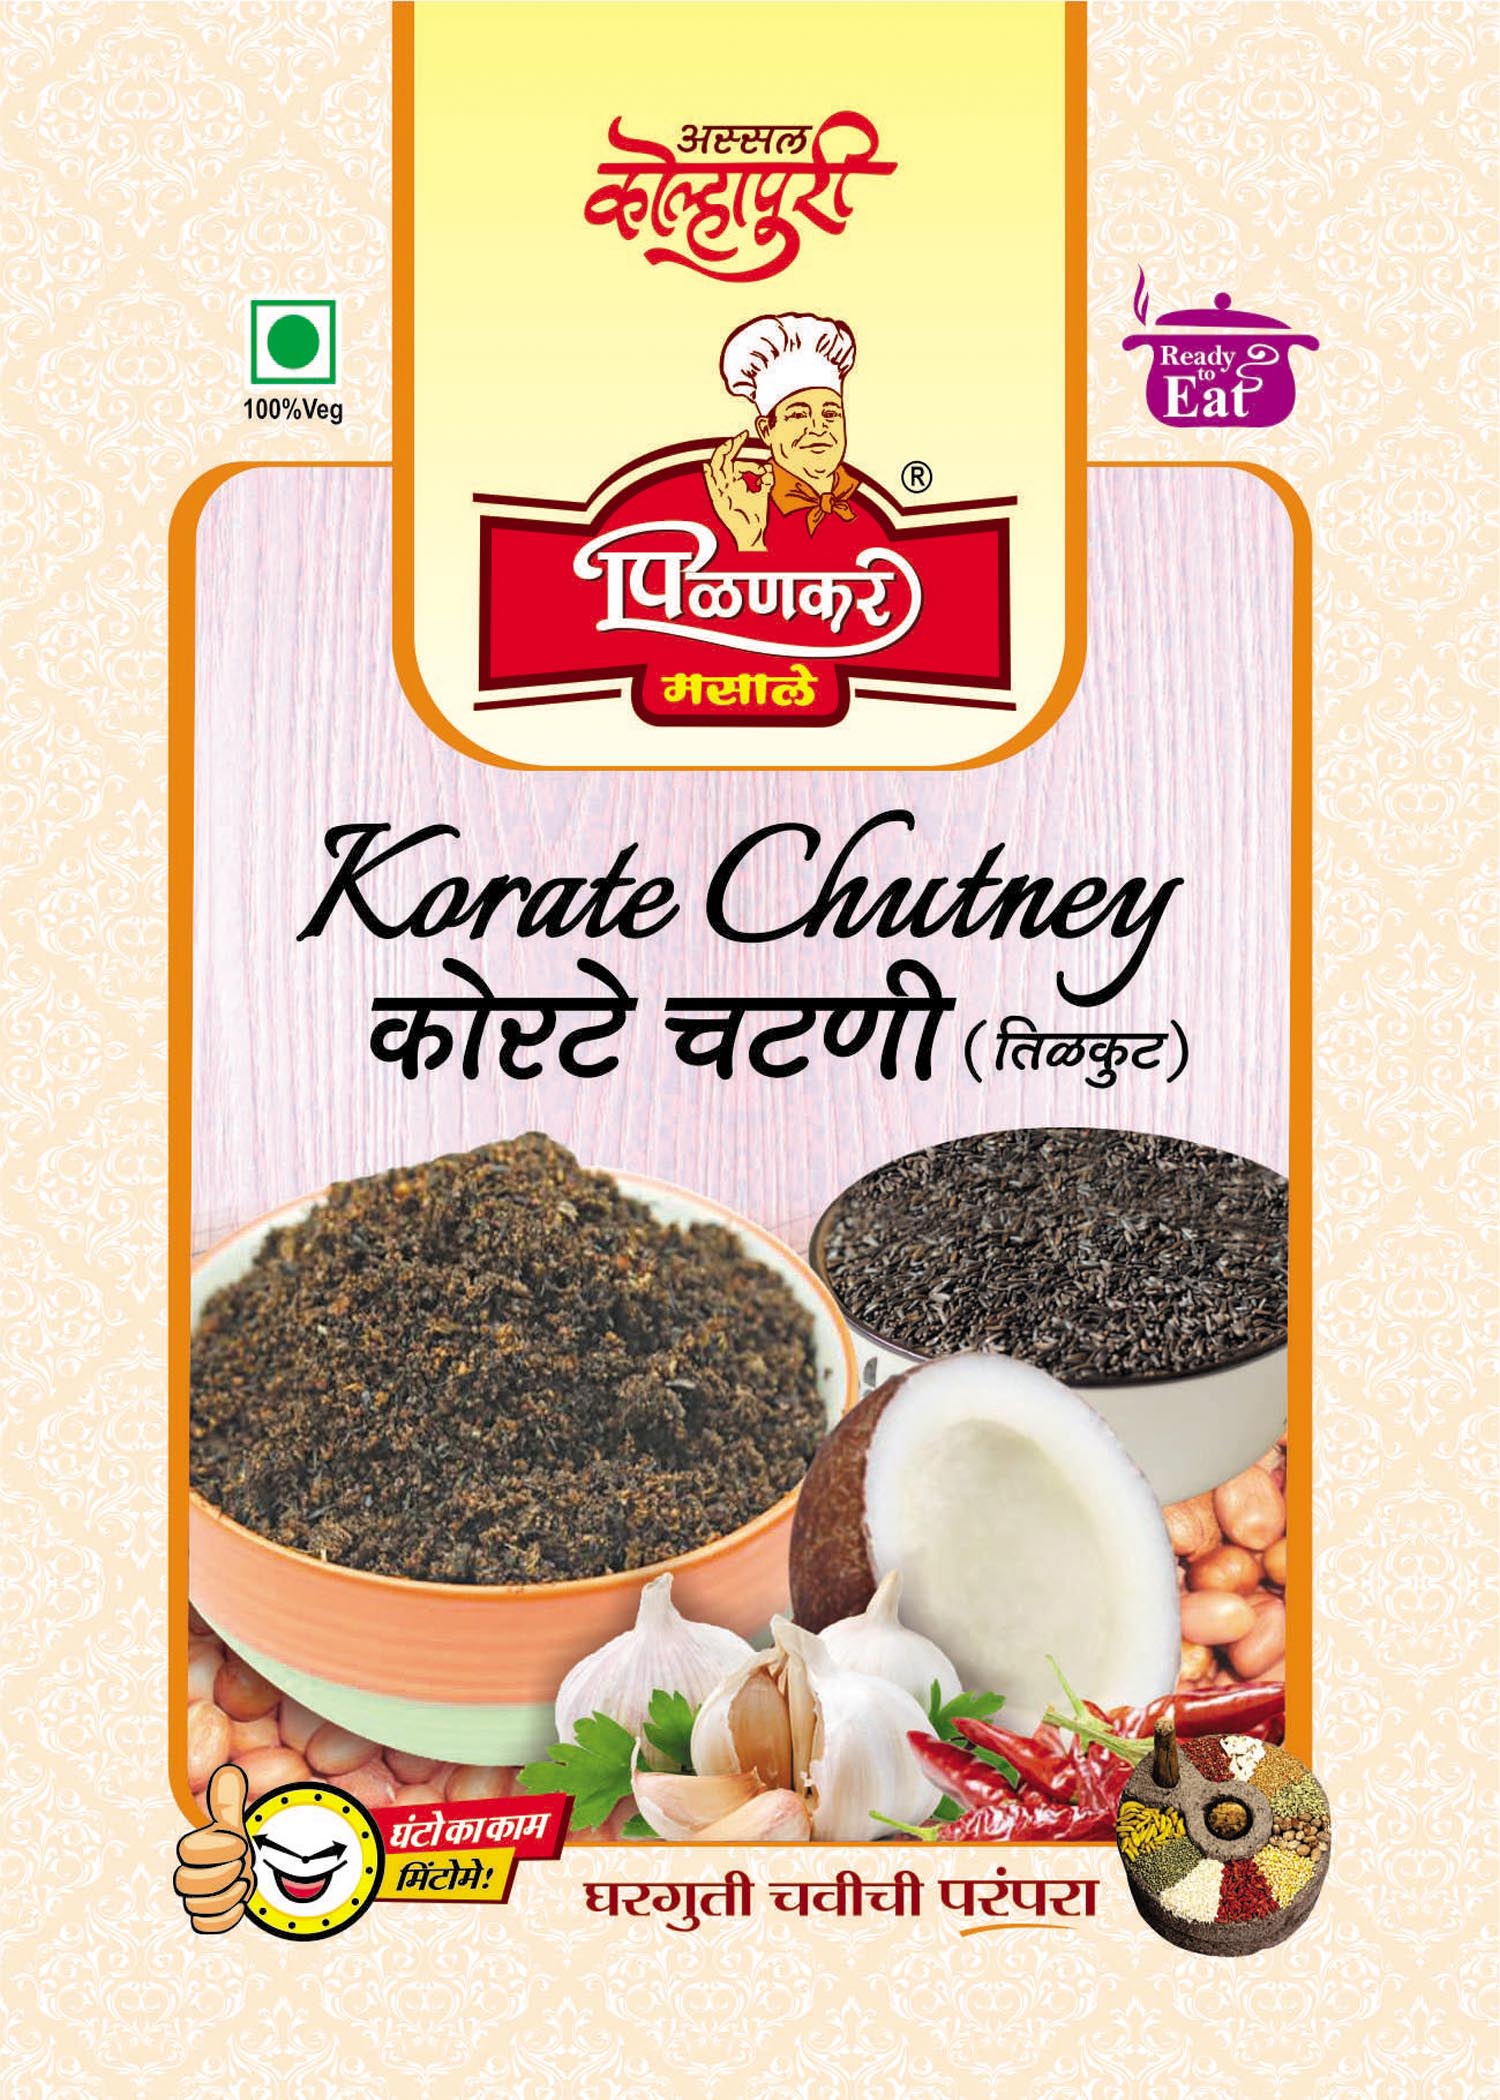 अस्सल
कोल्हापुरी
100%Veg
Ready
to
Eat
®
पिळणकर
मसाले
Korate Chutney
कोरटे चटणी (तिळकुट)
घंटो का काम
मिंटोमे!
घरगुती चवीची परंपरा